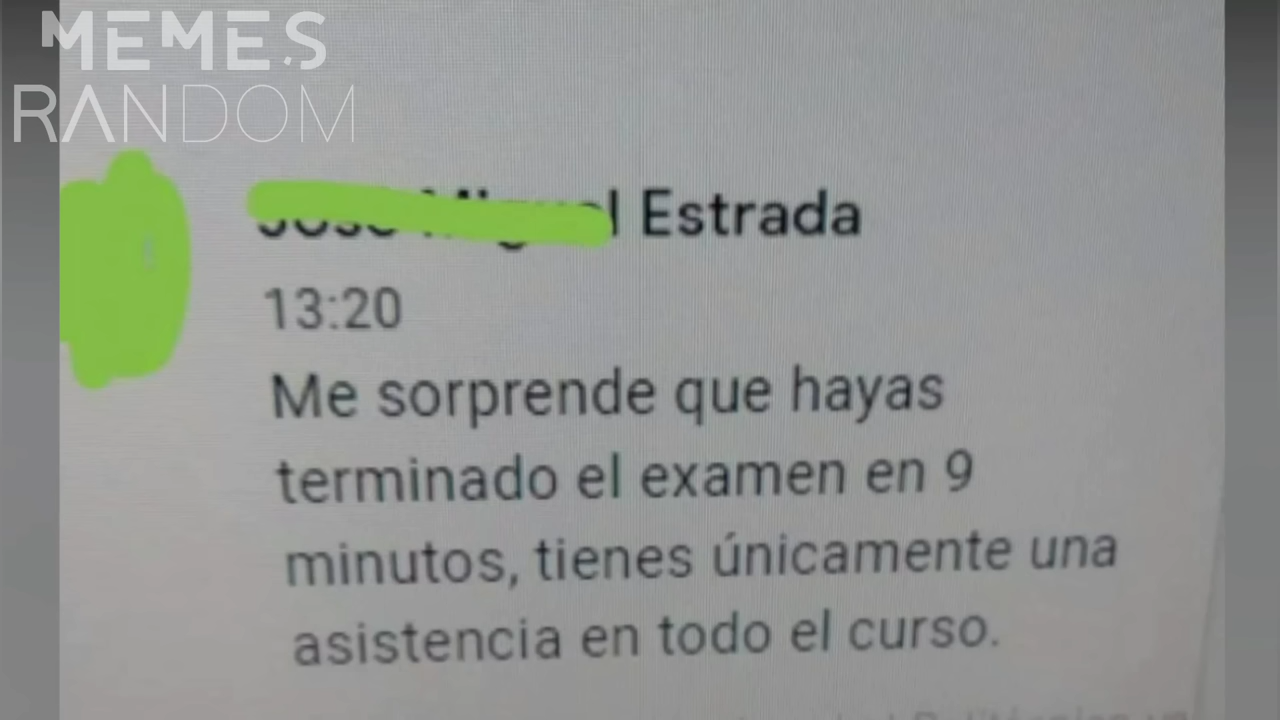 MEMES
RANDOM
Estrada
13:20
Me sorprende que hayas
terminado el examen en 9
minutos, tienes únicamente una
asistencia en todo el curso.